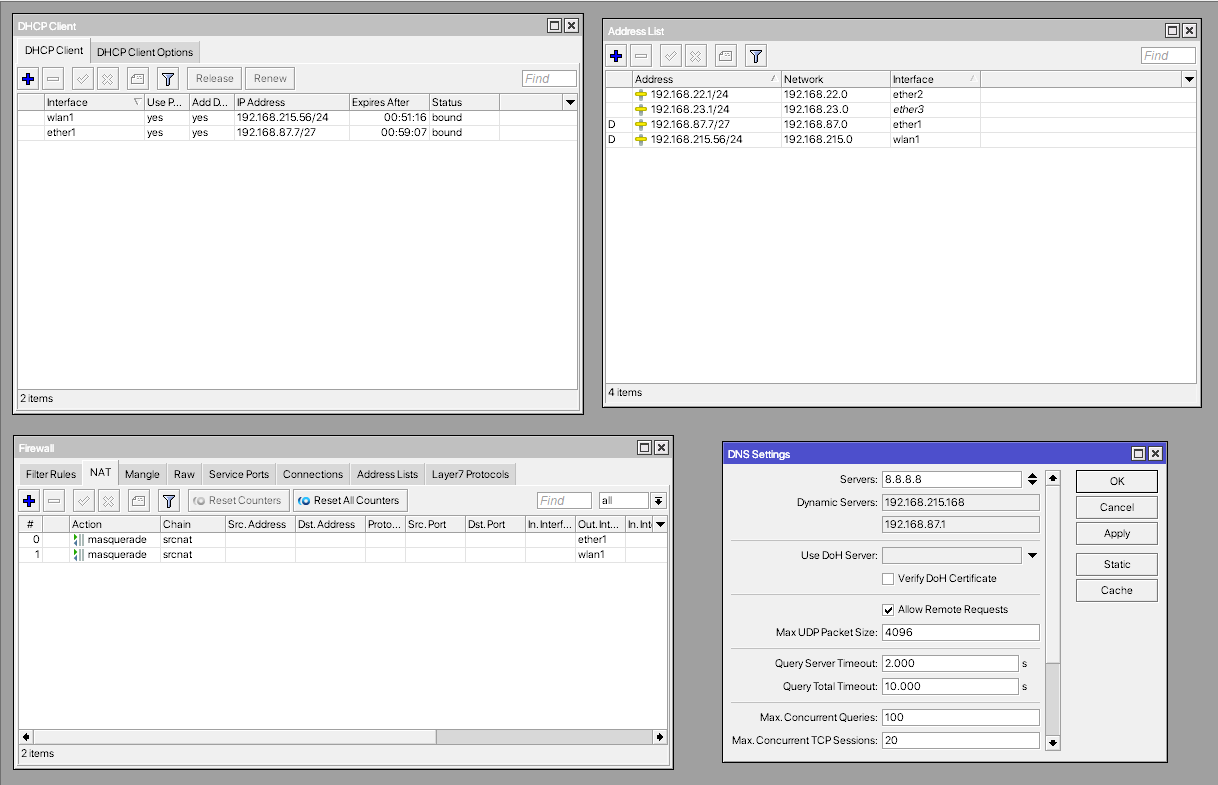 DHCP Client
DHCP Client DHCP Client Options
Release Renew Find
Interface Use P... Add D... IP Address Expires After Status
wlan1 yes yes 192.168.215.56/24 00:51:16 bound
ether1 yes yes 192.168.87.7/27 00:59:07 bound
2 items
Address List
Find
Address Network Interface
192.168.22.1/24 192.168.22.0 ether2
192.168.23.1/24 192.168.23.0 ether3
D 192.168.87.7/27 192.168.87.0 ether1
D 192.168.215.56/24 192.168.215.0 wlan1
4 items
Firewall
Filter Rules NAT Mangle Raw Service Ports Connections Address Lists Layer7 Protocols
Reset Counters Reset All Counters Find all
# Action Chain Src. Address Dst. Address Proto... Src. Port Dst. Port In. Interf... Out. Int... In. Int
0 masquerade srcnat ether1
1 masquerade srcnat wlan1
2 items
DNS Settings
Servers: 8.8.8.8
Dynamic Servers: 192.168.215.168
192.168.87.1
Use DoH Server:
Verify DoH Certificate
Allow Remote Requests
Max UDP Packet Size: 4096
Query Server Timeout: 2.000 s
Query Total Timeout: 10.000 s
Max. Concurrent Queries: 100
Max. Concurrent TCP Sessions: 20
OK
Cancel
Apply
Static
Cache